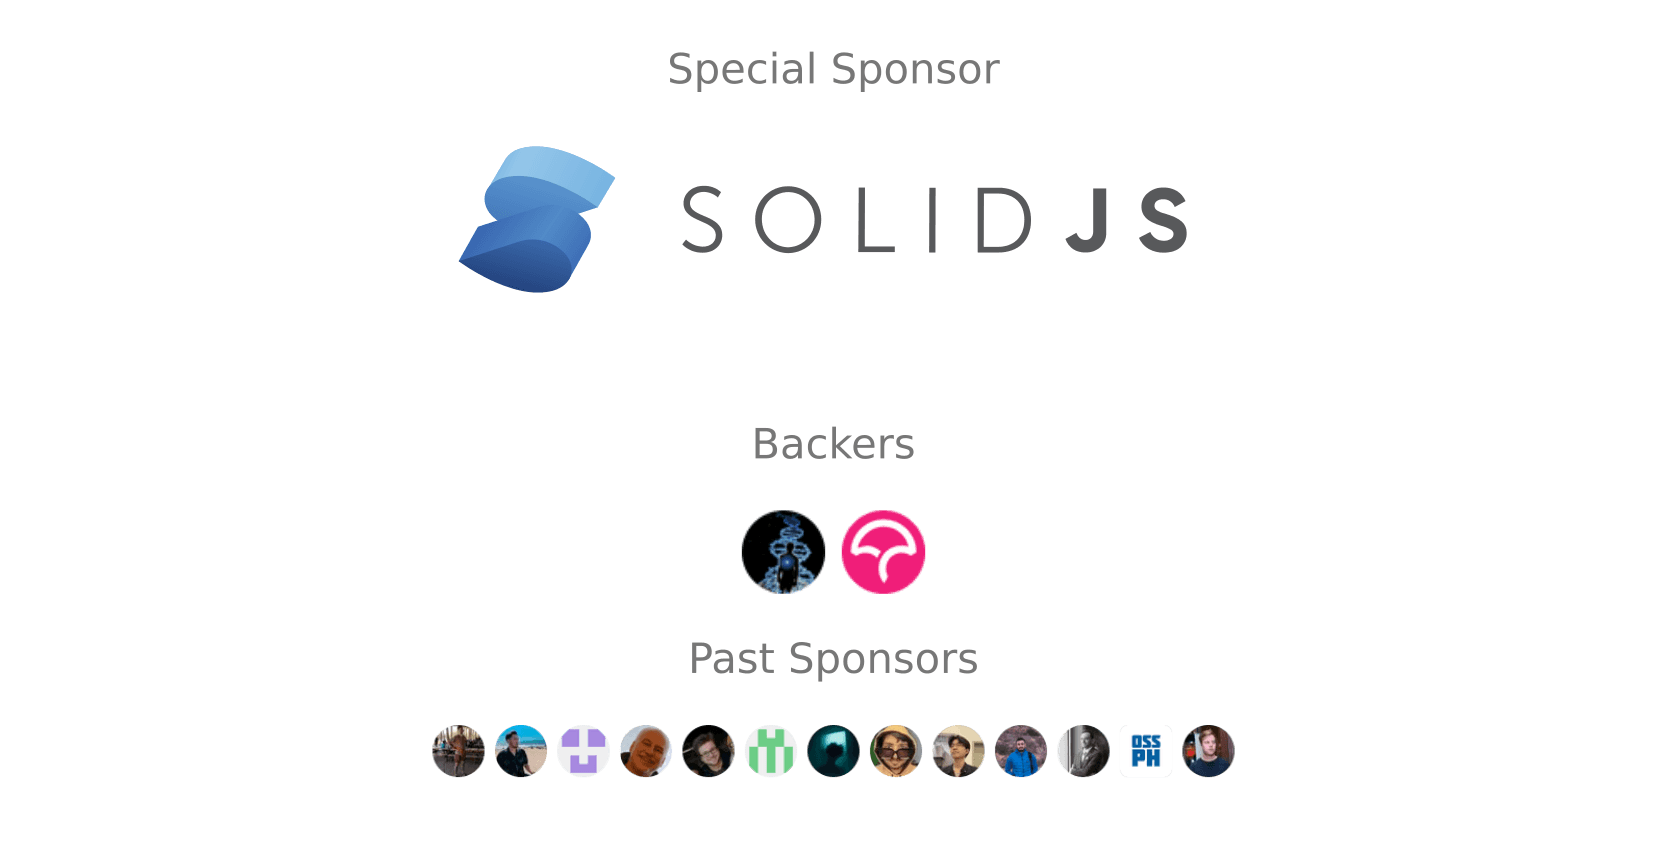 Special Sponsor
SOLIDJS
Backers
Past Sponsors
OSS
PH